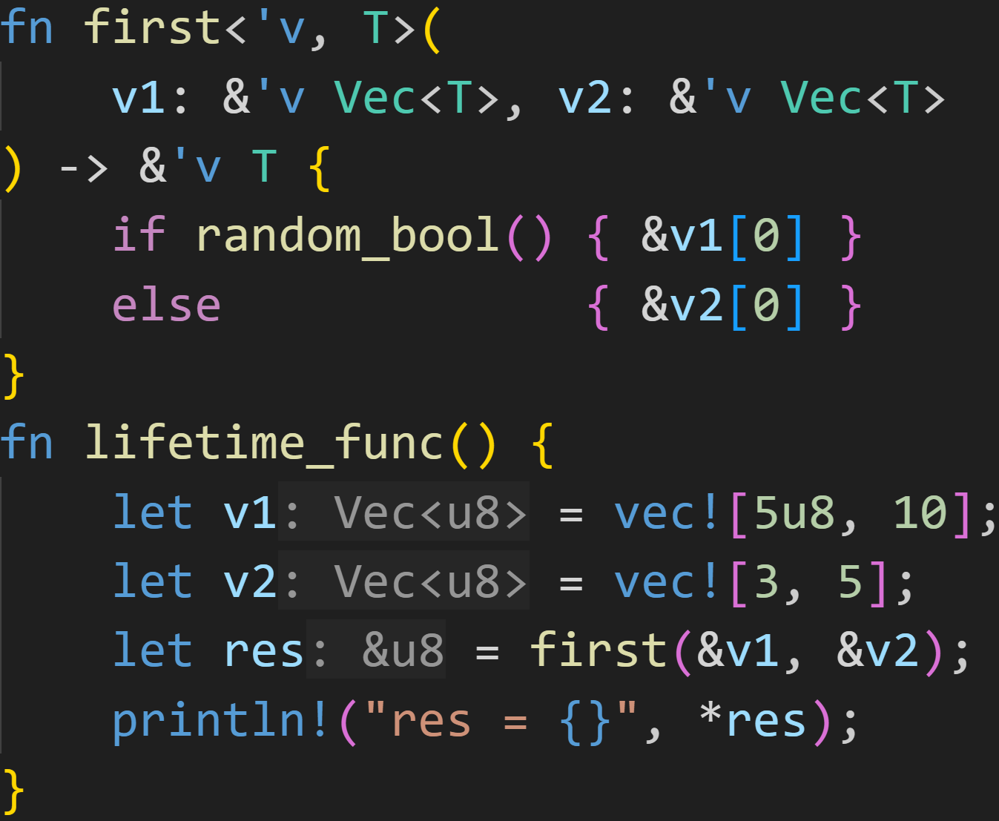 fn first<'v, T>(
    v1: &'v Vec<T>, v2: &'v Vec<T>
) -> &'v T {
    if random_bool() { &v1[0] }
    else             { &v2[0] }
}
fn lifetime_func() {
    let v1: Vec<u8> = vec![5u8, 10];
    let v2: Vec<u8> = vec![3, 5];
    let res: &u8 = first(&v1, &v2);
    println!("res = {}", *res);
}